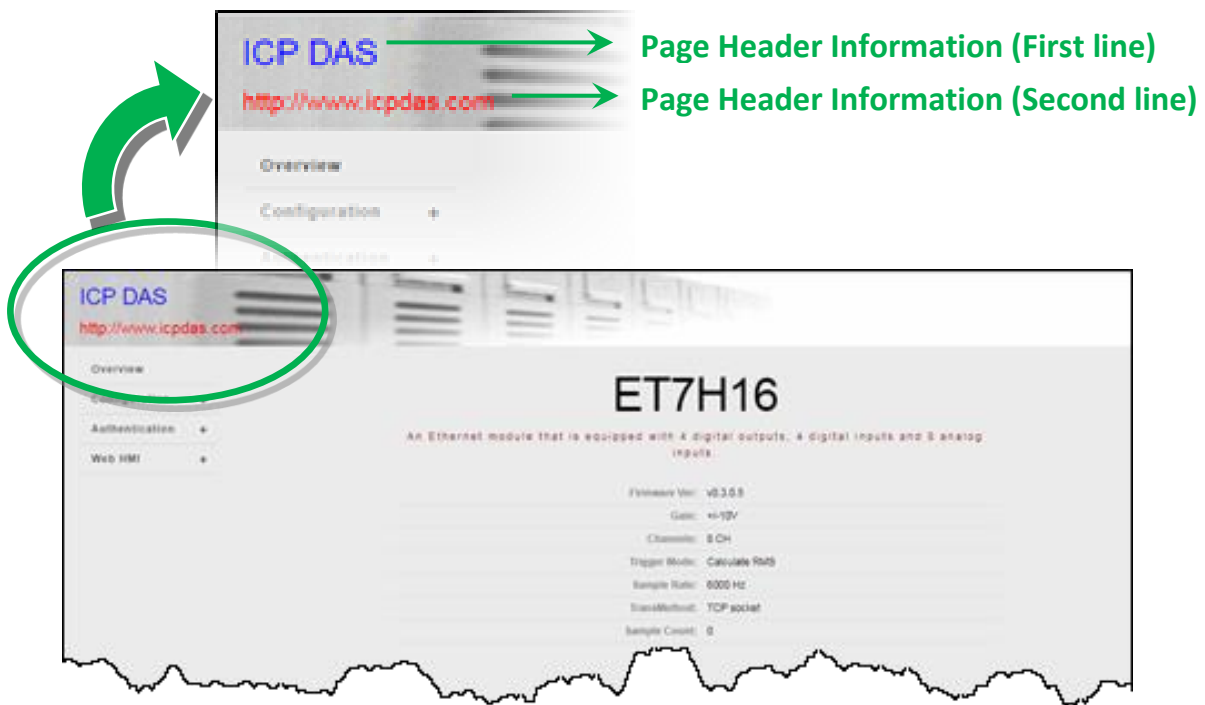 ICP DAS
Page Header Information (First line)
http://www.icpdas.com
Page Header Information (Second line)
Overview
Configuration +
Authentication +
ICP DAS
http://www.icpdas.com
Overview
Configuration +
Authentication +
Web HMI +
ET7H16
An Ethernet module that is equipped with 4 digital outputs, 4 digital inputs and 8 analog
inputs.
Firmware Ver: v0.3.0.5
Gain: +/-10V
Channels: 8 CH
Trigger Mode: Calculate RMS
Sample Rate: 6000 Hz
TransMethod: TCP socket
Sample Count: 0